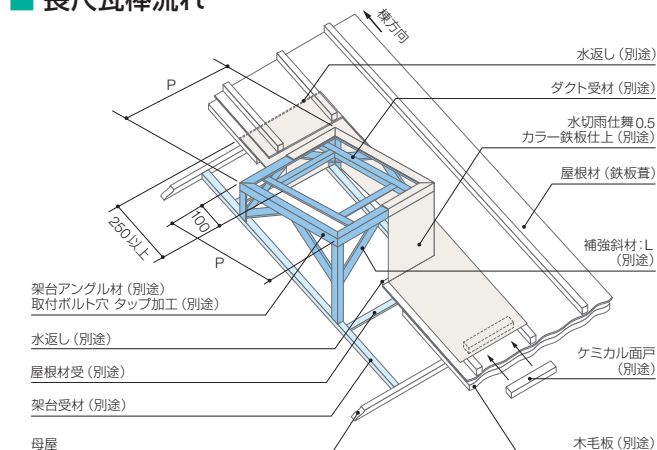 長尺瓦棒流れ
棟方向
P
水返し（別途）
ダクト受材（別途）
水切雨仕舞0.5
カラー鉄板仕上（別途）
屋根材（鉄板葺）
250以上
100
P
補強斜材：L
（別途）
架台アングル材（別途）
取付ボルト穴 タップ加工（別途）
水返し（別途）
屋根材受（別途）
架台受材（別途）
母屋
ケミカル面戸
（別途）
木毛板（別途）